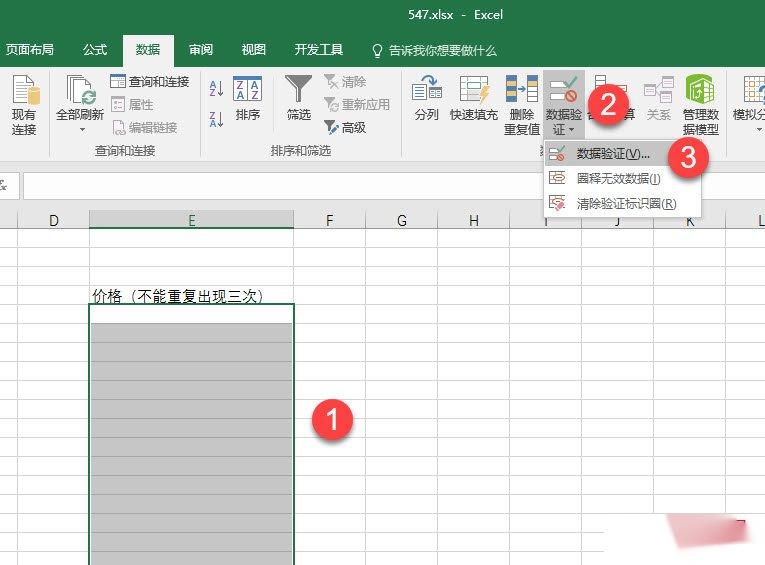 547.xlsx - Excel
页面布局 公式 数据 审阅 视图 开发工具 告诉我你想要做什么
现有连接
全部刷新
查询和连接
属性
编辑链接
查询和连接
排序
筛选
清除
重新应用
高级
排序和筛选
分列
快速填充
删除重复值
数据验证
2
算
关系
管理数据模型
模拟分
数据验证(V)...
3
圈释无效数据(I)
清除验证标识圈(R)
D E F G H I J K L
价格（不能重复出现三次）
1